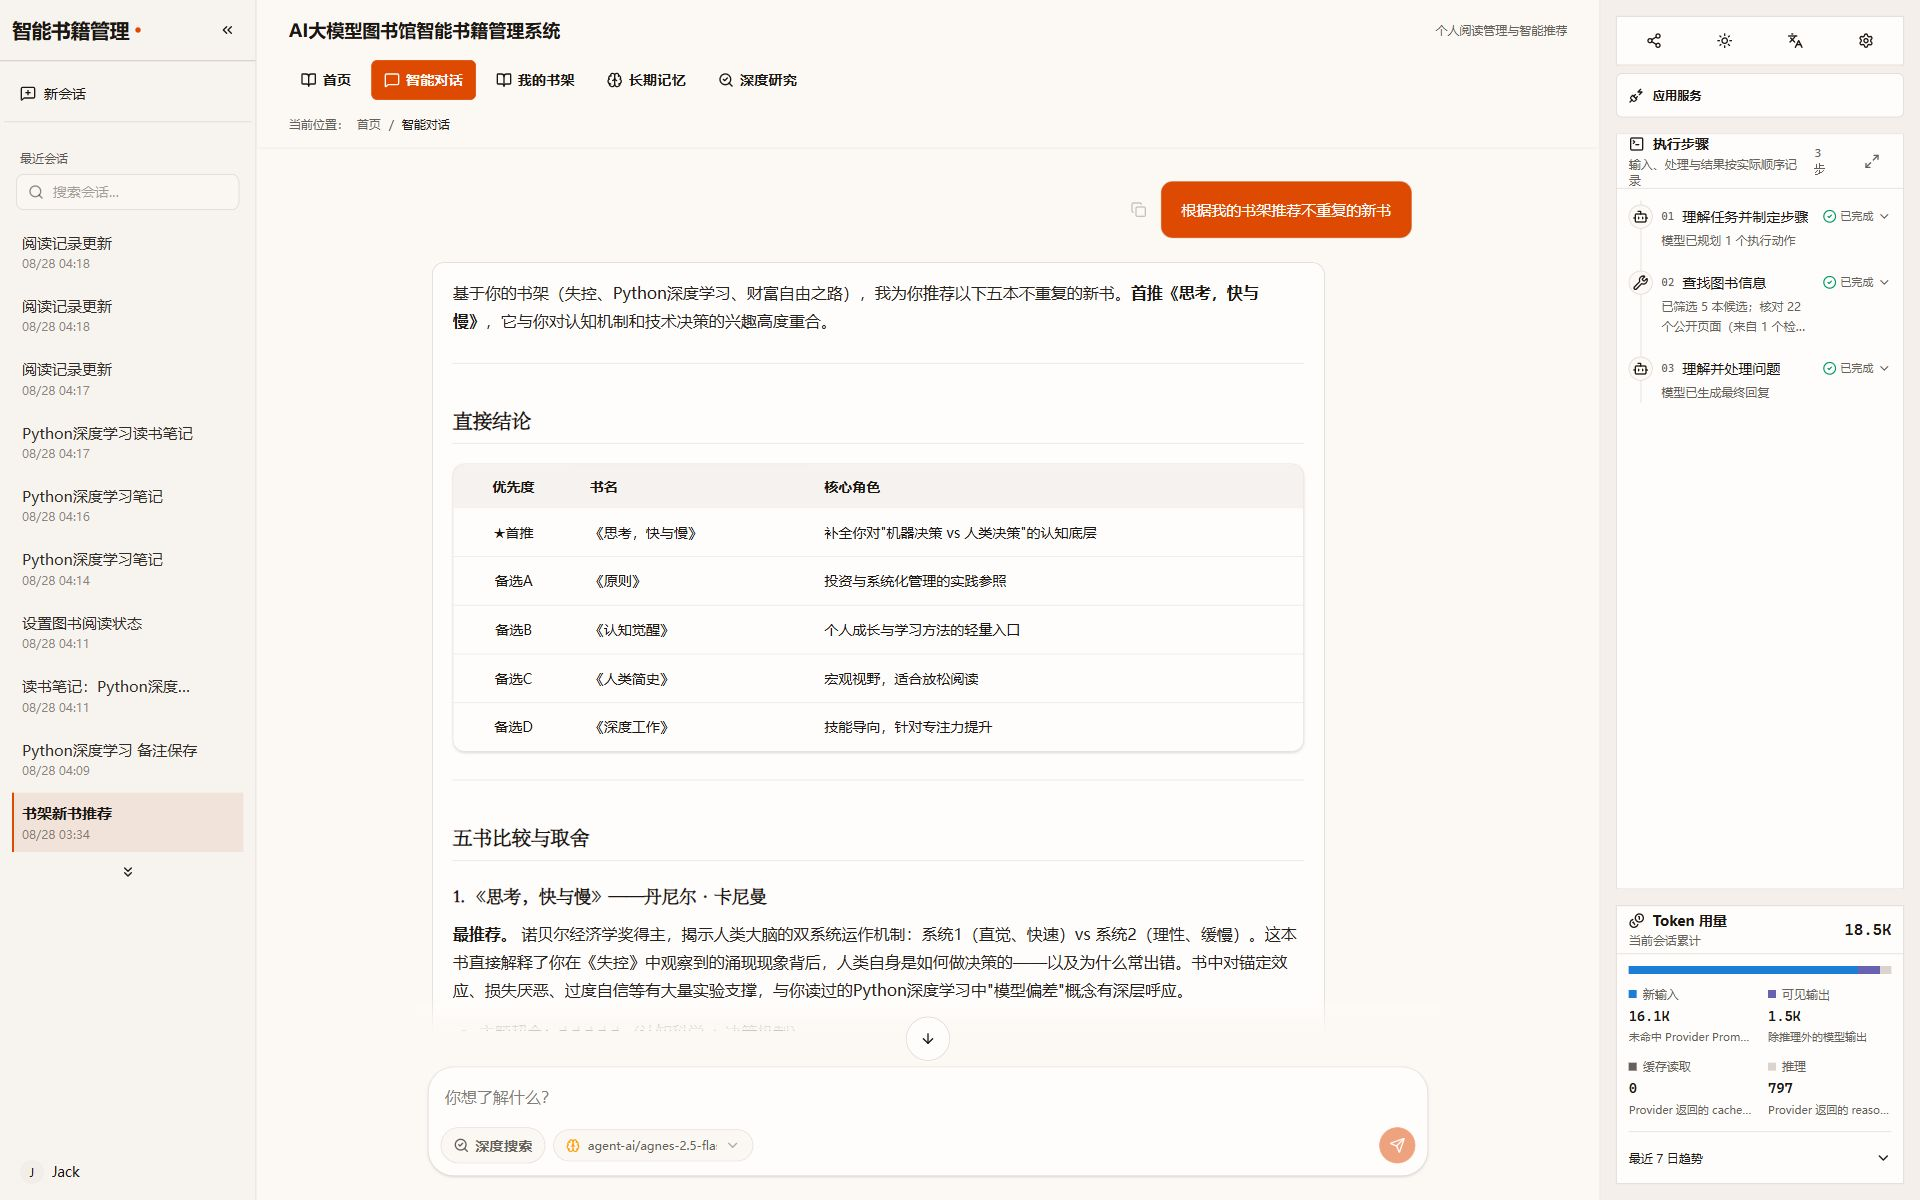 智能书籍管理
新会话
最近会话
搜索会话...
阅读记录更新
08/28 04:18
阅读记录更新
08/28 04:18
阅读记录更新
08/28 04:17
Python深度学习读书笔记
08/28 04:17
Python深度学习笔记
08/28 04:16
Python深度学习笔记
08/28 04:14
设置图书阅读状态
08/28 04:11
读书笔记：Python深度...
08/28 04:11
Python深度学习 备注保存
08/28 04:09
书架新书推荐
08/28 03:34
J Jack
AI大模型图书馆智能书籍管理系统
个人阅读管理与智能推荐
首页 智能对话 我的书架 长期记忆 深度研究
当前位置： 首页 / 智能对话
根据我的书架推荐不重复的新书
基于你的书架（失控、Python深度学习、财富自由之路），我为你推荐以下五本不重复的新书。首推《思考，快与
慢》，它与你对认知机制和技术决策的兴趣高度重合。
直接结论
优先度 书名 核心角色
★首推 《思考，快与慢》 补全你对"机器决策 vs 人类决策"的认知底层
备选A 《原则》 投资与系统化管理的实践参照
备选B 《认知觉醒》 个人成长与学习方法的轻量入口
备选C 《人类简史》 宏观视野，适合放松阅读
备选D 《深度工作》 技能导向，针对专注力提升
五书比较与取舍
1.《思考，快与慢》——丹尼尔 · 卡尼曼
最推荐。 诺贝尔经济学奖得主，揭示人类大脑的双系统运作机制：系统1（直觉、快速）vs 系统2（理性、缓慢）。这本
书直接解释了你在《失控》中观察到的涌现现象背后，人类自身是如何做决策的——以及为什么常出错。书中对锚定效
应、损失厌恶、过度自信等有大量实验支撑，与你读过的Python深度学习中"模型偏差"概念有深层呼应。
你想了解什么？
深度搜索 agent-ai/agnes-2.5-fla
应用服务
执行步骤
输入、处理与结果按实际顺序记
录
3
步
01 理解任务并制定步骤 已完成
模型已规划 1 个执行动作
02 查找图书信息 已完成
已筛选 5 本候选；核对 22
个公开页面（来自 1 个检...
03 理解并处理问题 已完成
模型已生成最终回复
Token 用量
当前会话累计
18.5K
新输入
16.1K
未命中 Provider Prom...
可见输出
1.5K
除推理外的模型输出
缓存读取
0
Provider 返回的 cache...
推理
797
Provider 返回的 reaso...
最近 7 日趋势